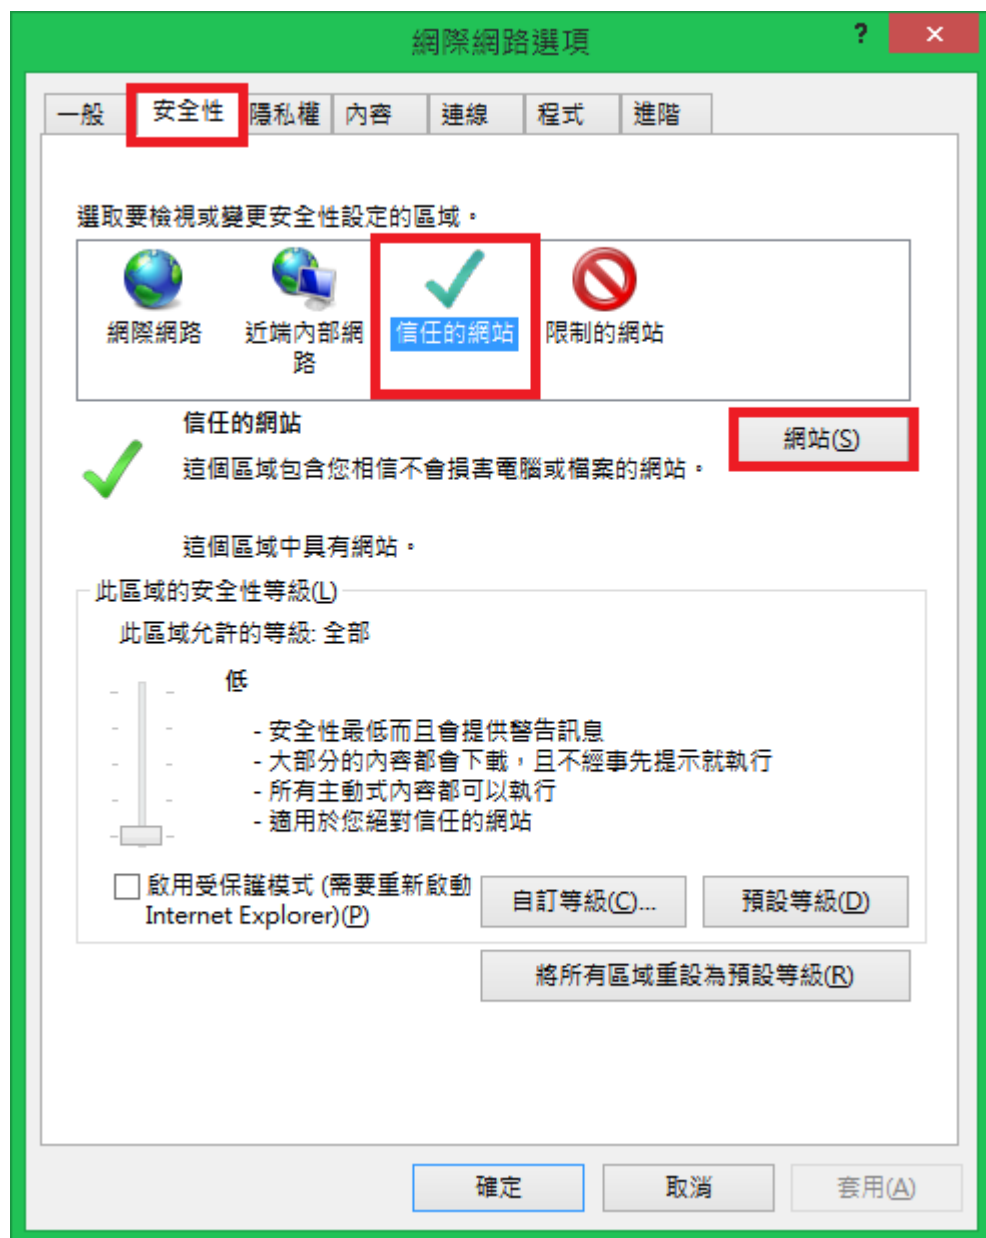 網際網路選項
?
一般 安全性 隱私權 內容 連線 程式 進階
選取要檢視或變更安全性設定的區域。
網際網路
近端內部網
路
信任的網站
限制的網站
信任的網站
網站(S)
這個區域包含您相信不會損害電腦或檔案的網站。
這個區域中具有網站。
此區域的安全性等級(L)
此區域允許的等級: 全部
低
- 安全性最低而且會提供警告訊息
- 大部分的內容都會下載，且不經事先提示就執行
- 所有主動式內容都可以執行
- 適用於您絕對信任的網站
啟用受保護模式 (需要重新啟動
Internet Explorer)(P)
自訂等級(C)...
預設等級(D)
將所有區域重設為預設等級(R)
確定
取消
套用(A)